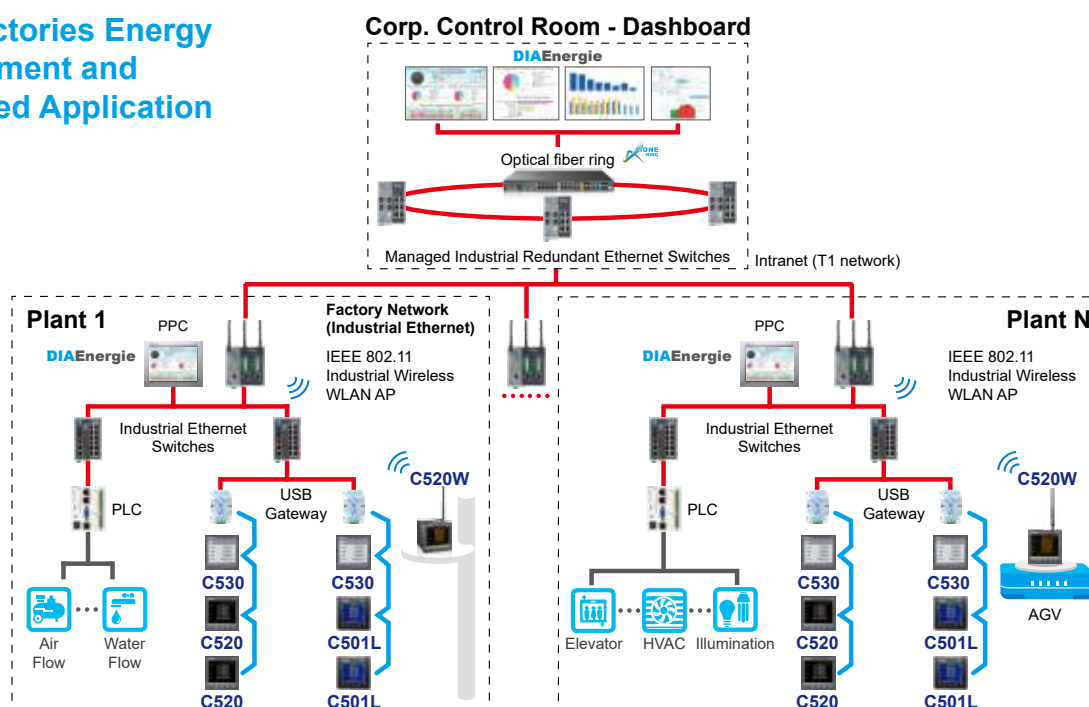 ctories Energy
ment and
ed Application
Corp. Control Room - Dashboard
DIAEnergie
Optical fiber ring
ONE
RING
Managed Industrial Redundant Ethernet Switches
Intranet (T1 network)
Plant 1
PPC
Factory Network
(Industrial Ethernet)
DIAEnergie
IEEE 802.11
Industrial Wireless
WLAN AP
Industrial Ethernet
Switches
C520W
PLC
USB
Gateway
C530
C530
C520
C501L
C520
C501L
Air
Flow
Water
Flow
Plant N
PPC
DIAEnergie
IEEE 802.11
Industrial Wireless
WLAN AP
Industrial Ethernet
Switches
C520W
PLC
USB
Gateway
C530
C530
C520
C501L
C520
C501L
Elevator
HVAC
Illumination
AGV